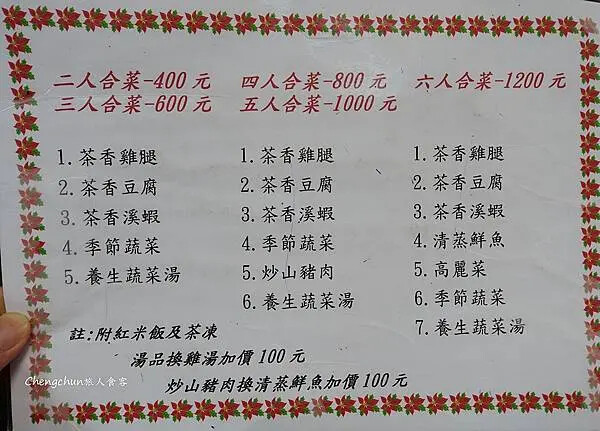 二人合菜-400 元
三人合菜-600 元
1. 茶香雞腿
2. 茶香豆腐
3. 茶香溪蝦
4. 季節蔬菜
5. 養生蔬菜湯
四人合菜-800 元
五人合菜-1000 元
1. 茶香雞腿
2. 茶香豆腐
3. 茶香溪蝦
4. 季節蔬菜
5. 炒山豬肉
6. 養生蔬菜湯
六人合菜-1200 元
1. 茶香雞腿
2. 茶香豆腐
3. 茶香溪蝦
4. 清蒸鮮魚
5. 高麗菜
6. 季節蔬菜
7. 養生蔬菜湯
註:附紅米飯及茶凍
湯品換雞湯加價 100 元
炒山豬肉換清蒸鮮魚加價 100 元
Chengchun旅人食客